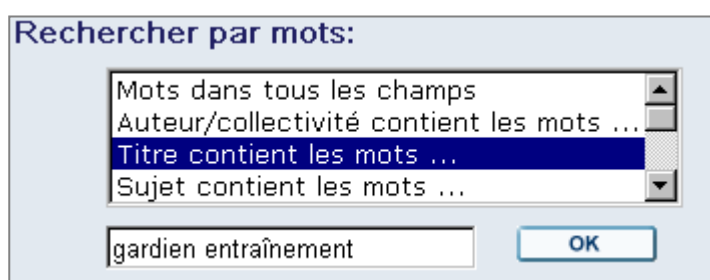 Rechercher par mots:
Mots dans tous les champs
Auteur/collectivité contient les mots ...
Titre contient les mots ...
Sujet contient les mots ...
gardien entraînement OK